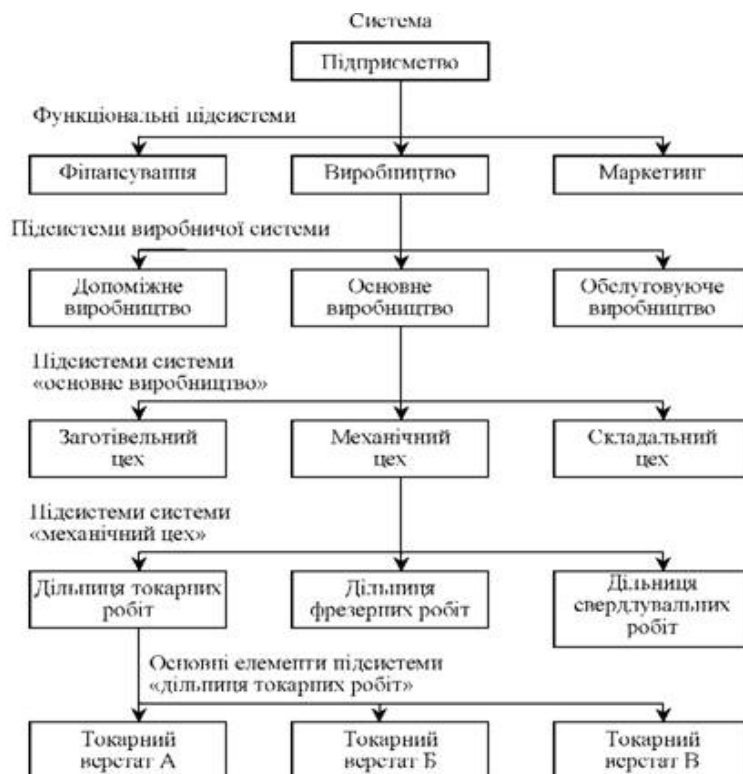 Система
Підприсметво
Функціональні підсистеми
Фінансування
Виробництво
Маркетинг
Підсистеми виробничої системи
Допоміжне
виробництво
Основне
виробництво
Обслуговуюче
виробництво
Підсистеми системи
«основне виробництво»
Заготівельний
цех
Механічний
цех
Складальний
цех
Підсистеми системи
«механічний цех»
Дільниця токарних
робіт
Дільниця
фрезерних робіт
Дільниця
свердлувальних
робіт
Основні елементи підсистеми
«дільниця токарних робіт»
Токарний
верстат А
Токарний
верстат Б
Токарний
верстат В